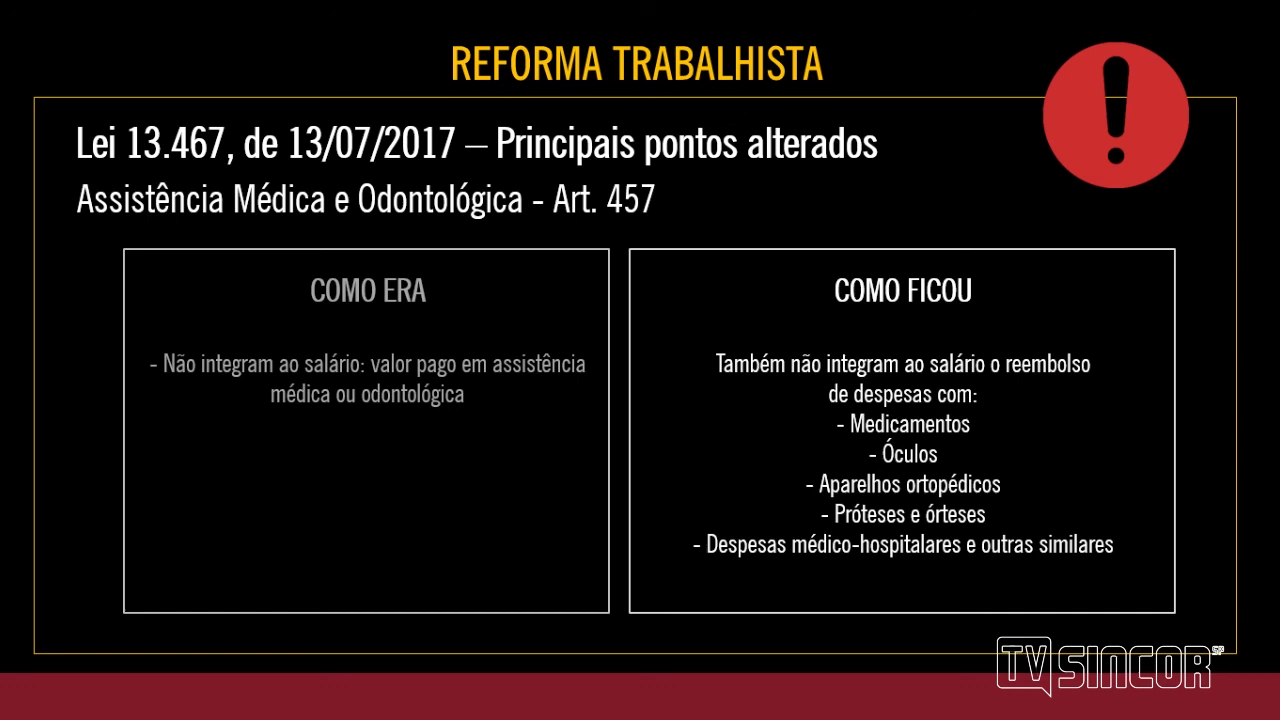 REFORMA TRABALHISTA
Lei 13.467, de 13/07/2017 – Principais pontos alterados
Assistência Médica e Odontológica - Art. 457
COMO ERA
- Não integram ao salário: valor pago em assistência
médica ou odontológica
COMO FICOU
Também não integram ao salário o reembolso
de despesas com:
- Medicamentos
- Óculos
- Aparelhos ortopédicos
- Próteses e órteses
- Despesas médico-hospitalares e outras similares
TV SINCOR SP